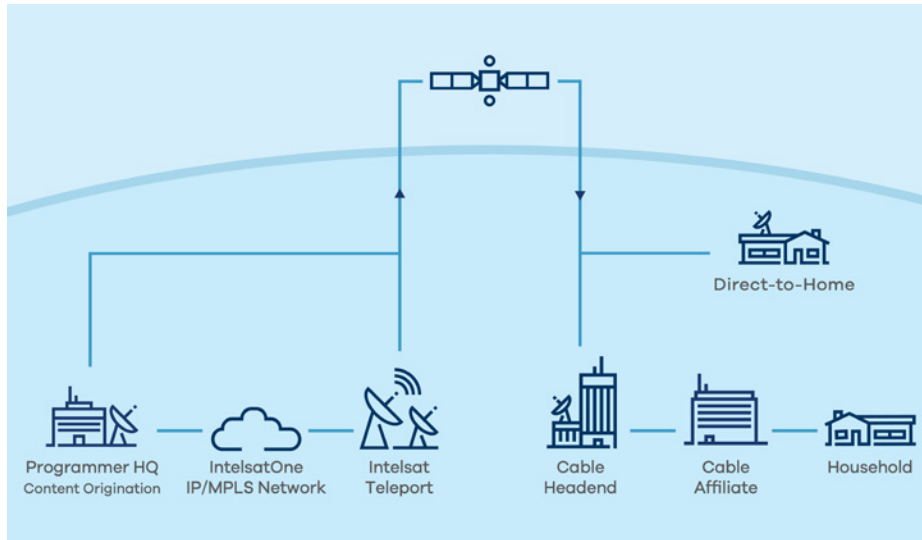 Direct-to-Home
Programmer HQ
Content Origination
IntelsatOne
IP/MPLS Network
Intelsat
Teleport
Cable
Headend
Cable
Affiliate
Household